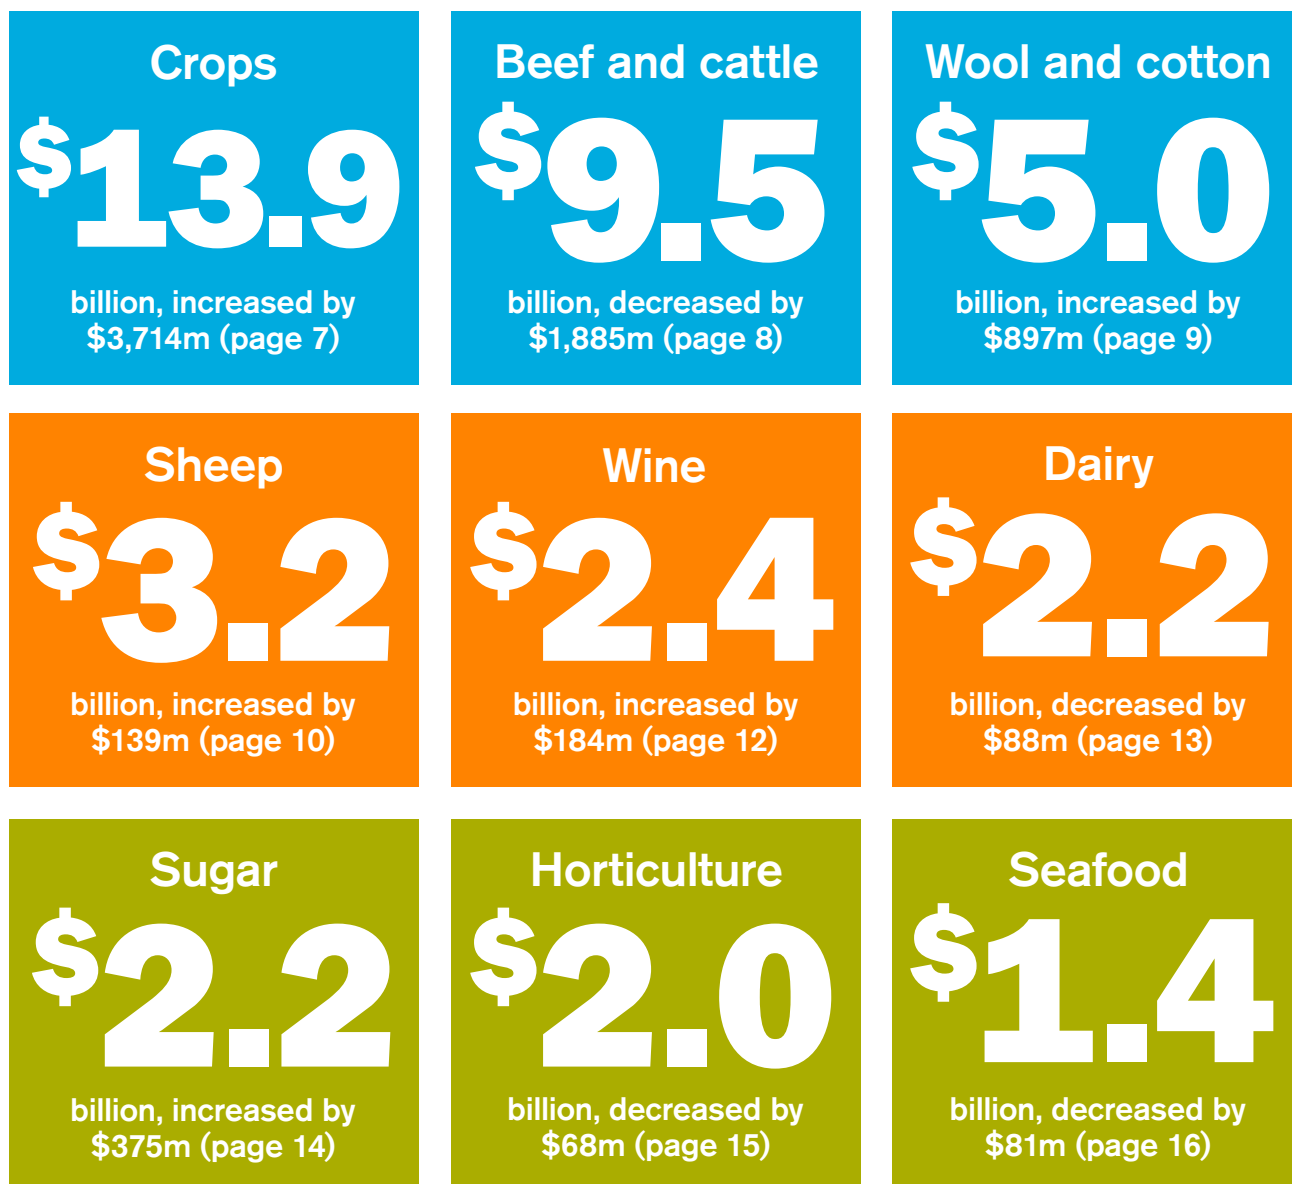 Crops
$13.9
billion, increased by
$3,714m (page 7)
Beef and cattle
$9.5
billion, decreased by
$1,885m (page 8)
Wool and cotton
$5.0
billion, increased by
$897m (page 9)
Sheep
$3.2
billion, increased by
$139m (page 10)
Wine
$2.4
billion, increased by
$184m (page 12)
Dairy
$2.2
billion, decreased by
$88m (page 13)
Sugar
$2.2
billion, increased by
$375m (page 14)
Horticulture
$2.0
billion, decreased by
$68m (page 15)
Seafood
$1.4
billion, decreased by
$81m (page 16)